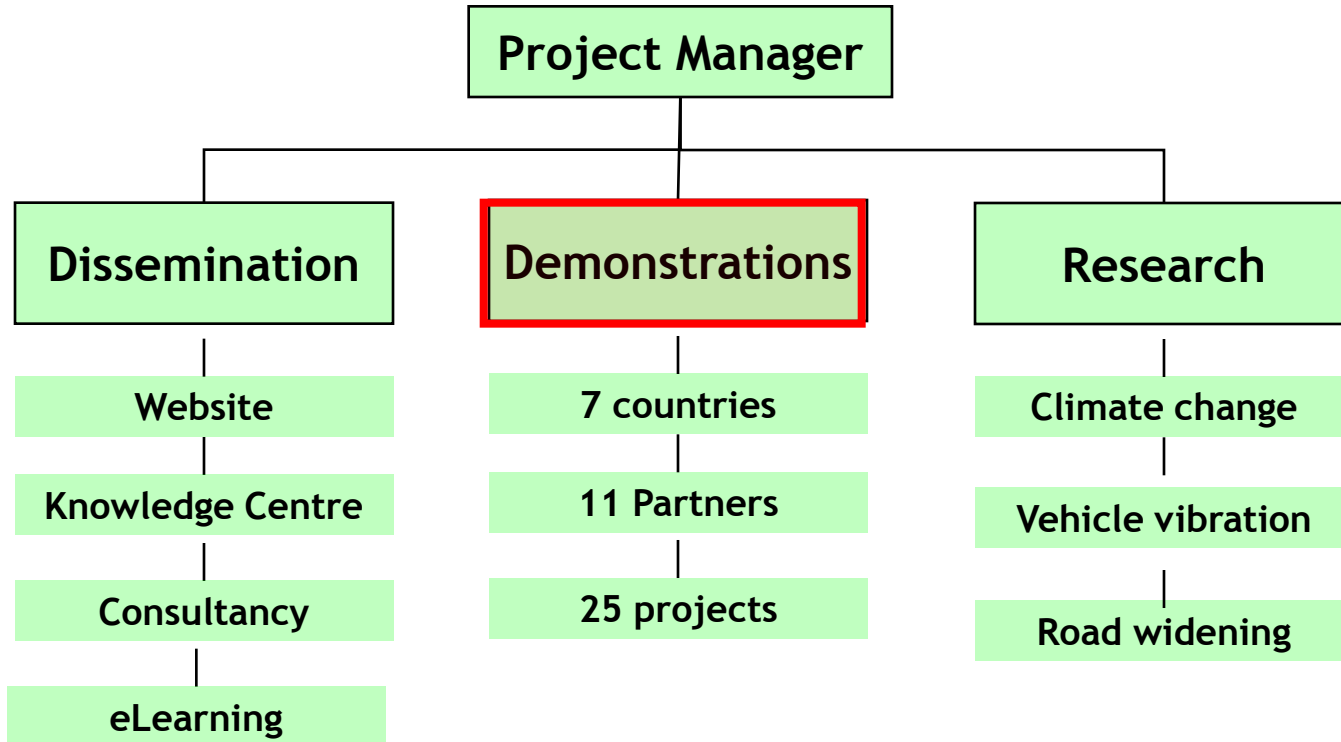 Project Manager
Dissemination
Demonstrations
Research
Website
7 countries
Climate change
Knowledge Centre
11 Partners
Vehicle vibration
Consultancy
25 projects
Road widening
eLearning